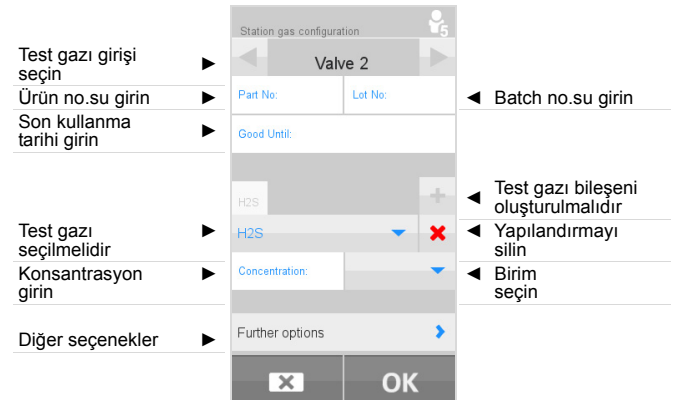 Station gas configuration
5
Test gazı girişi
seçin
Valve 2
Ürün no.su girin
Part No:
Lot No:
Batch no.su girin
Son kullanma
tarihi girin
Good Until:
H2S
Test gazı bileşeni
oluşturulmalıdır
Test gazı
seçilmelidir
H2S
Yapılandırmayı
silin
Konsantrasyon
girin
Concentration:
Birim
seçin
Diğer seçenekler
Further options
OK